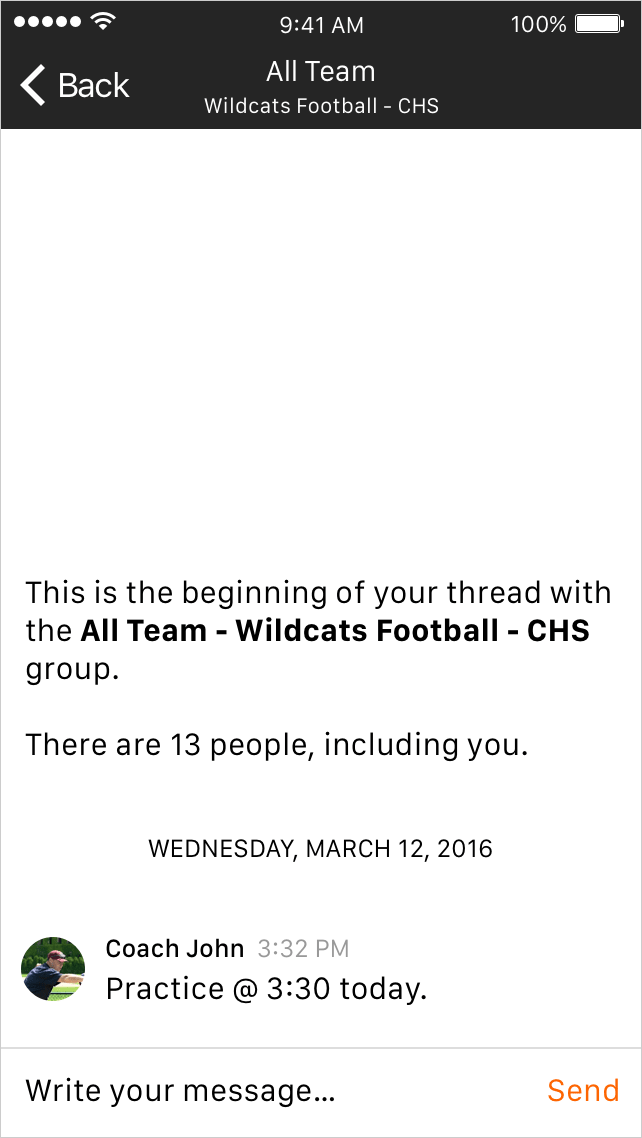 9:41 AM
100%
Back
All Team
Wildcats Football - CHS
This is the beginning of your thread with
the All Team - Wildcats Football - CHS
group.
There are 13 people, including you.
WEDNESDAY, MARCH 12, 2016
Coach John 3:32 PM
Practice @ 3:30 today.
Write your message...
Send